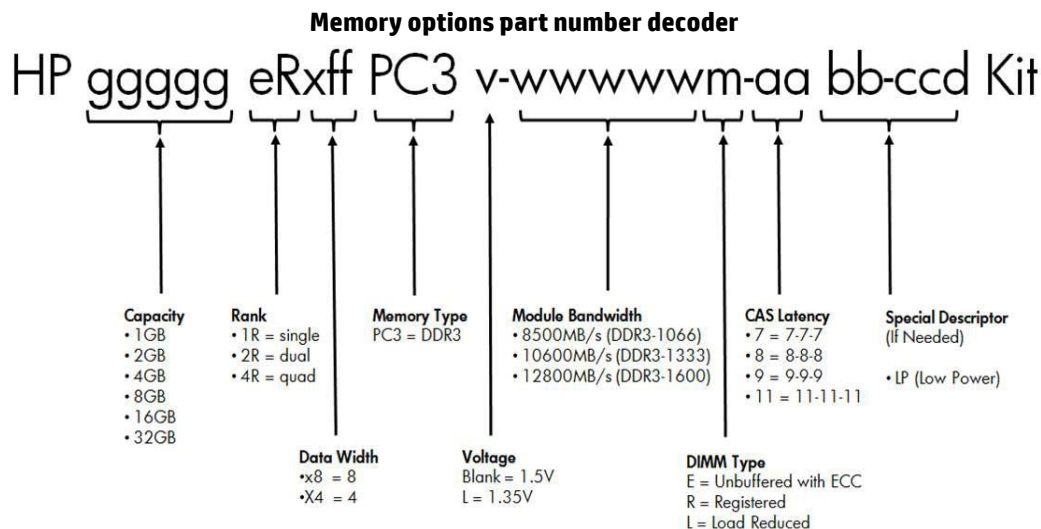 Memory options part number decoder
HP ggggg eRxff PC3 v-wwwwwm-aa bb-ccd Kit
Capacity
• 1GB
• 2GB
• 4GB
• 8GB
• 16GB
• 32GB
Rank
• 1R = single
• 2R = dual
• 4R = quad
Memory Type
PC3 = DDR3
Module Bandwidth
• 8500MB/s (DDR3-1066)
• 10600MB/s (DDR3-1333)
• 12800MB/s (DDR3-1600)
CAS Latency
• 7 = 7-7-7
• 8 = 8-8-8
• 9 = 9-9-9
• 11 = 11-11-11
Special Descriptor
(If Needed)
• LP (Low Power)
Data Width
•x8 = 8
•X4 = 4
Voltage
Blank = 1.5V
L = 1.35V
DIMM Type
E = Unbuffered with ECC
R = Registered
L = Load Reduced